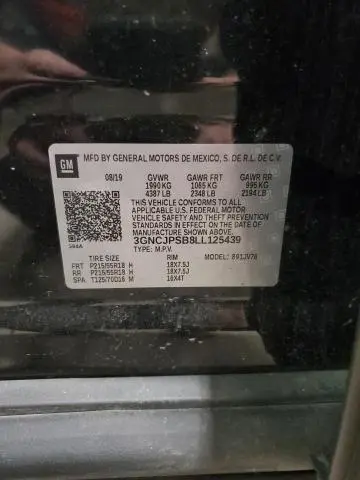 GM
MFD BY GENERAL MOTORS DE MEXICO, S. DE R.L. DE C.V.
08/19 GVWR GAWR FRT GAWR RR
1990 KG 1065 KG 995 KG
4387 LB 2348 LB 2194 LB
THIS VEHICLE CONFORMS TO ALL
APPLICABLE U.S. FEDERAL MOTOR
VEHICLE SAFETY AND THEFT PREVENTION
STANDARDS IN EFFECT ON THE DATE
OF MANUFACTURE SHOWN ABOVE.
3GNCJPSB8LL125439
TYPE: M.P.V.
TIRE SIZE RIM MODEL:
FRT P215/55R18 H 18X7.5J
RR P215/55R18 H 18X7.5J
SPA T125/70D16 M 16X4T